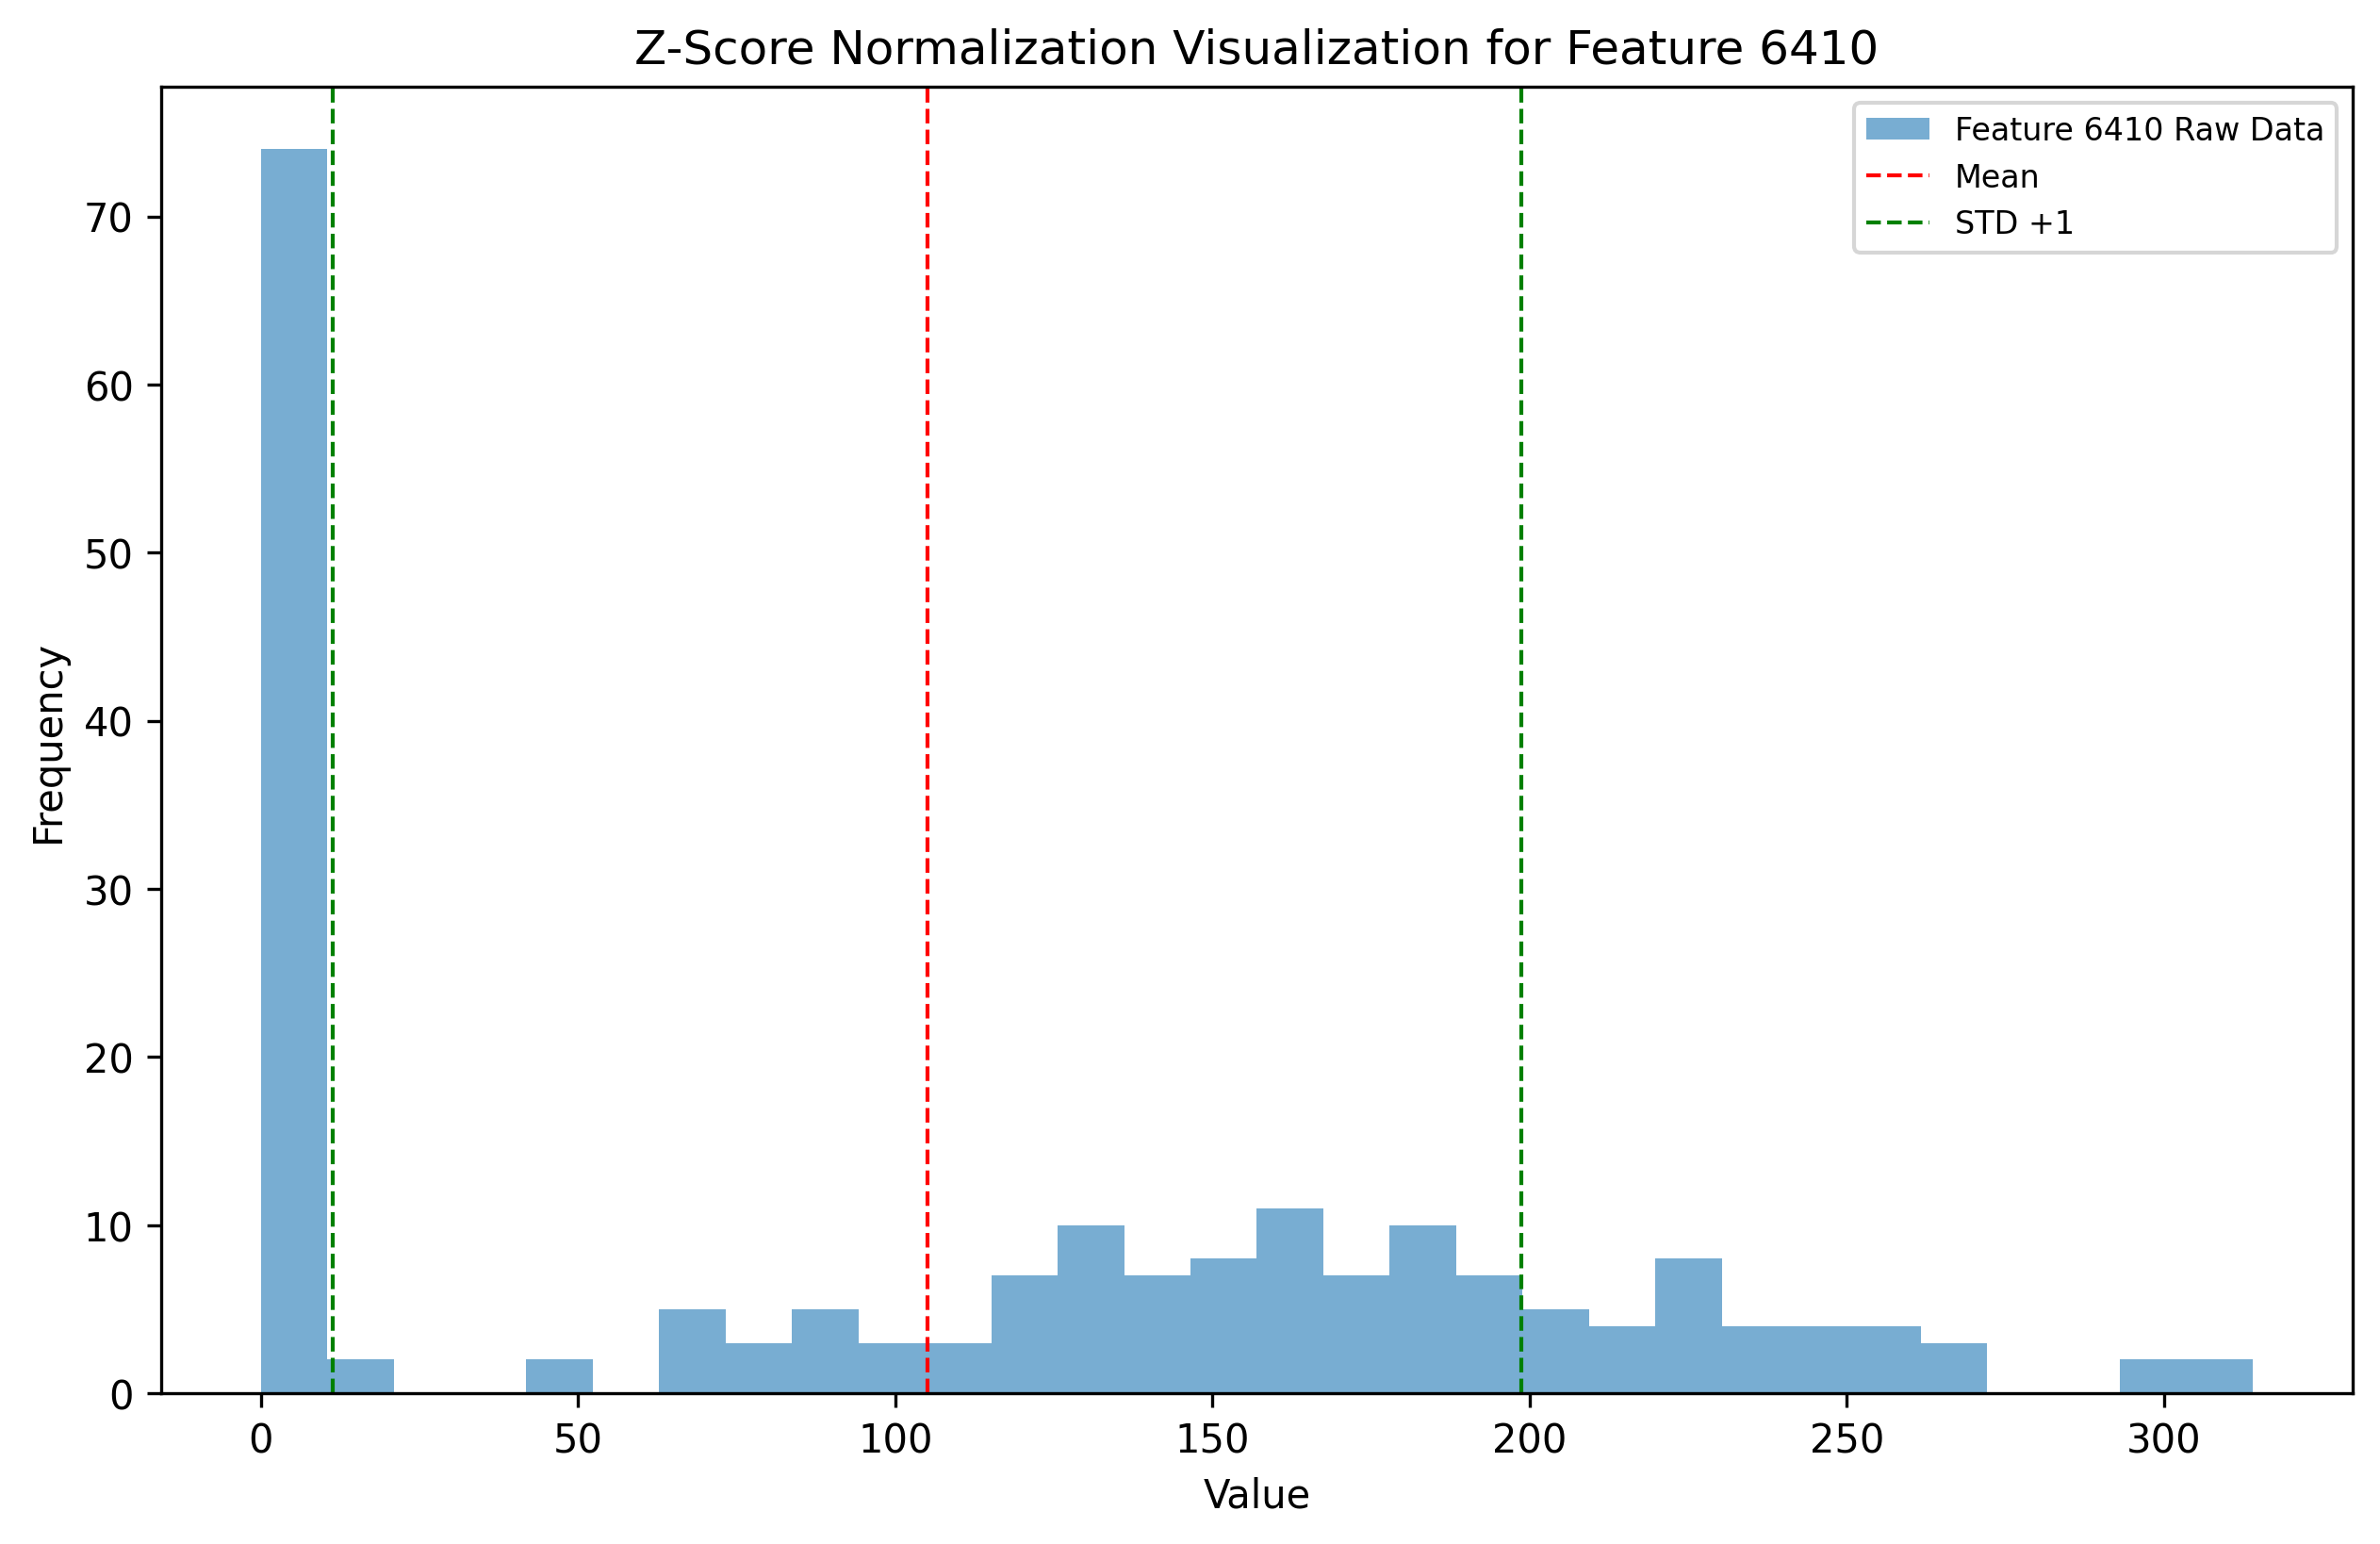 Z-Score Normalization Visualization for Feature 6410
Feature 6410 Raw Data
Mean
STD +1
70
60
50
40
30
20
10
0
Frequency
0 50 100 150 200 250 300
Value